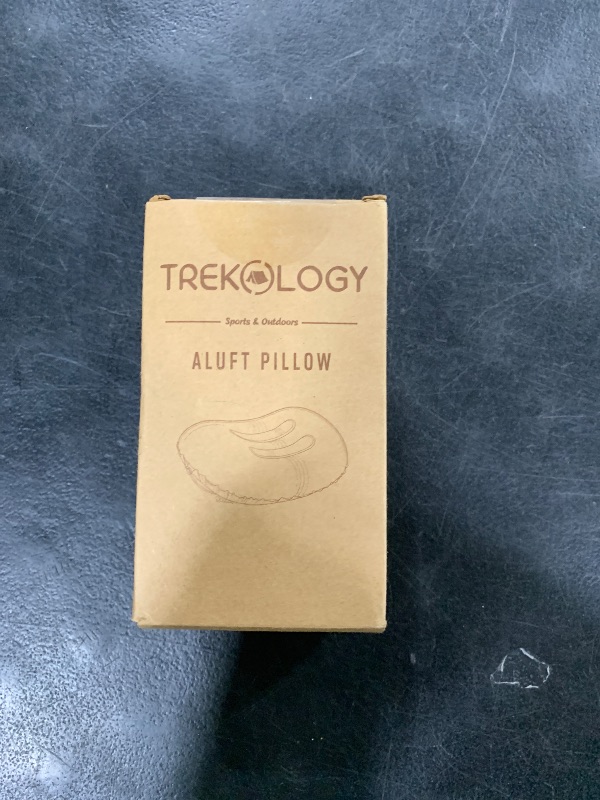 TREKOLOGY
Sports & Outdoors
ALUFT PILLOW